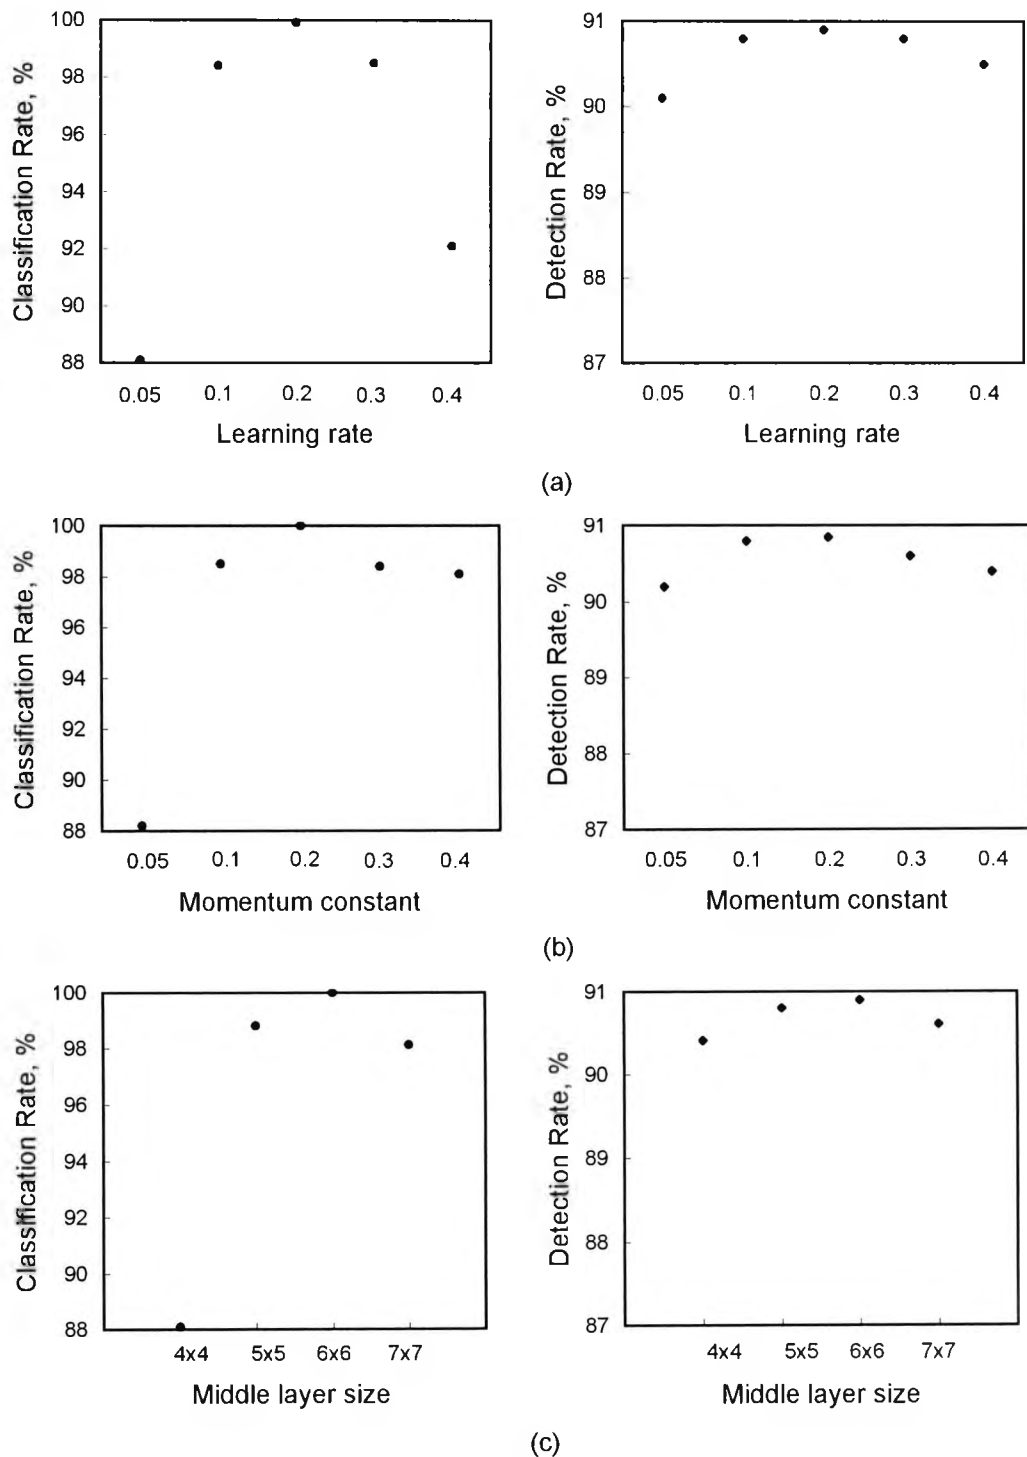 100
98
96
94
92
90
88
Classification Rate, %
0.05 0.1 0.2 0.3 0.4
Learning rate
91
90
89
88
87
Detection Rate, %
0.05 0.1 0.2 0.3 0.4
Learning rate
(a)
100
98
96
94
92
90
88
Classification Rate, %
0.05 0.1 0.2 0.3 0.4
Momentum constant
91
90
89
88
87
Detection Rate, %
0.05 0.1 0.2 0.3 0.4
Momentum constant
(b)
100
98
96
94
92
90
88
Classification Rate, %
4x4 5x5 6x6 7x7
Middle layer size
91
90
89
88
87
Detection Rate, %
4x4 5x5 6x6 7x7
Middle layer size
(c)